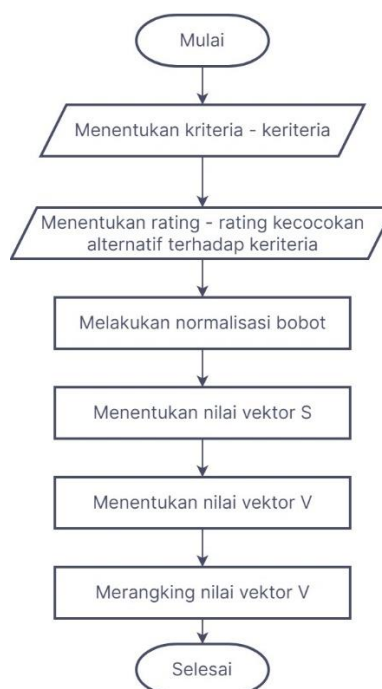 Mulai
Menentukan kriteria - keriteria
Menentukan rating - rating kecocokan
alternatif terhadap keriteria
Melakukan normalisasi bobot
Menentukan nilai vektor S
Menentukan nilai vektor V
Merangking nilai vektor V
Selesai